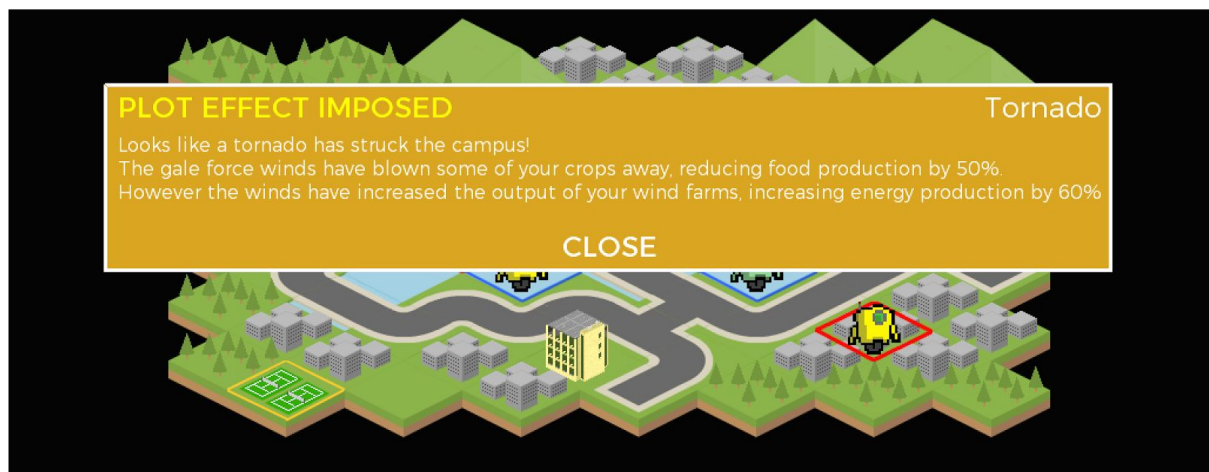 PLOT EFFECT IMPOSED Tornado
Looks like a tornado has struck the campus!
The gale force winds have blown some of your crops away, reducing food production by 50%.
However the winds have increased the output of your wind farms, increasing energy production by 60%
CLOSE